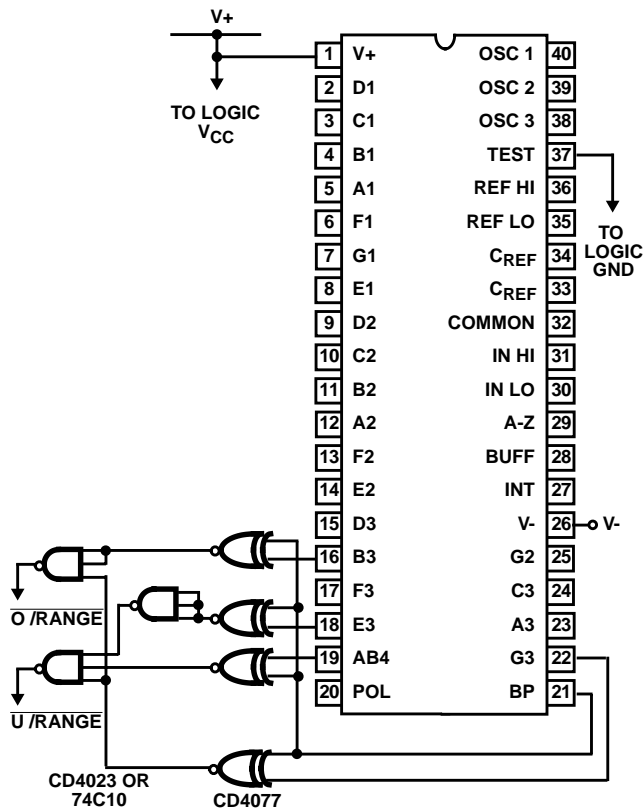 V+
1 V+ OSC 1 40
2 D1 OSC 2 39
TO LOGIC
VCC
3 C1 OSC 3 38
4 B1 TEST 37
5 A1 REF HI 36
6 F1 REF LO 35
TO
LOGIC
GND
7 G1 CREF 34
8 E1 CREF 33
9 D2 COMMON 32
10 C2 IN HI 31
11 B2 IN LO 30
12 A2 A-Z 29
13 F2 BUFF 28
14 E2 INT 27
15 D3 V- 26 V-
16 B3 G2 25
O /RANGE
17 F3 C3 24
18 E3 A3 23
19 AB4 G3 22
20 POL BP 21
U /RANGE
CD4023 OR
74C10
CD4077